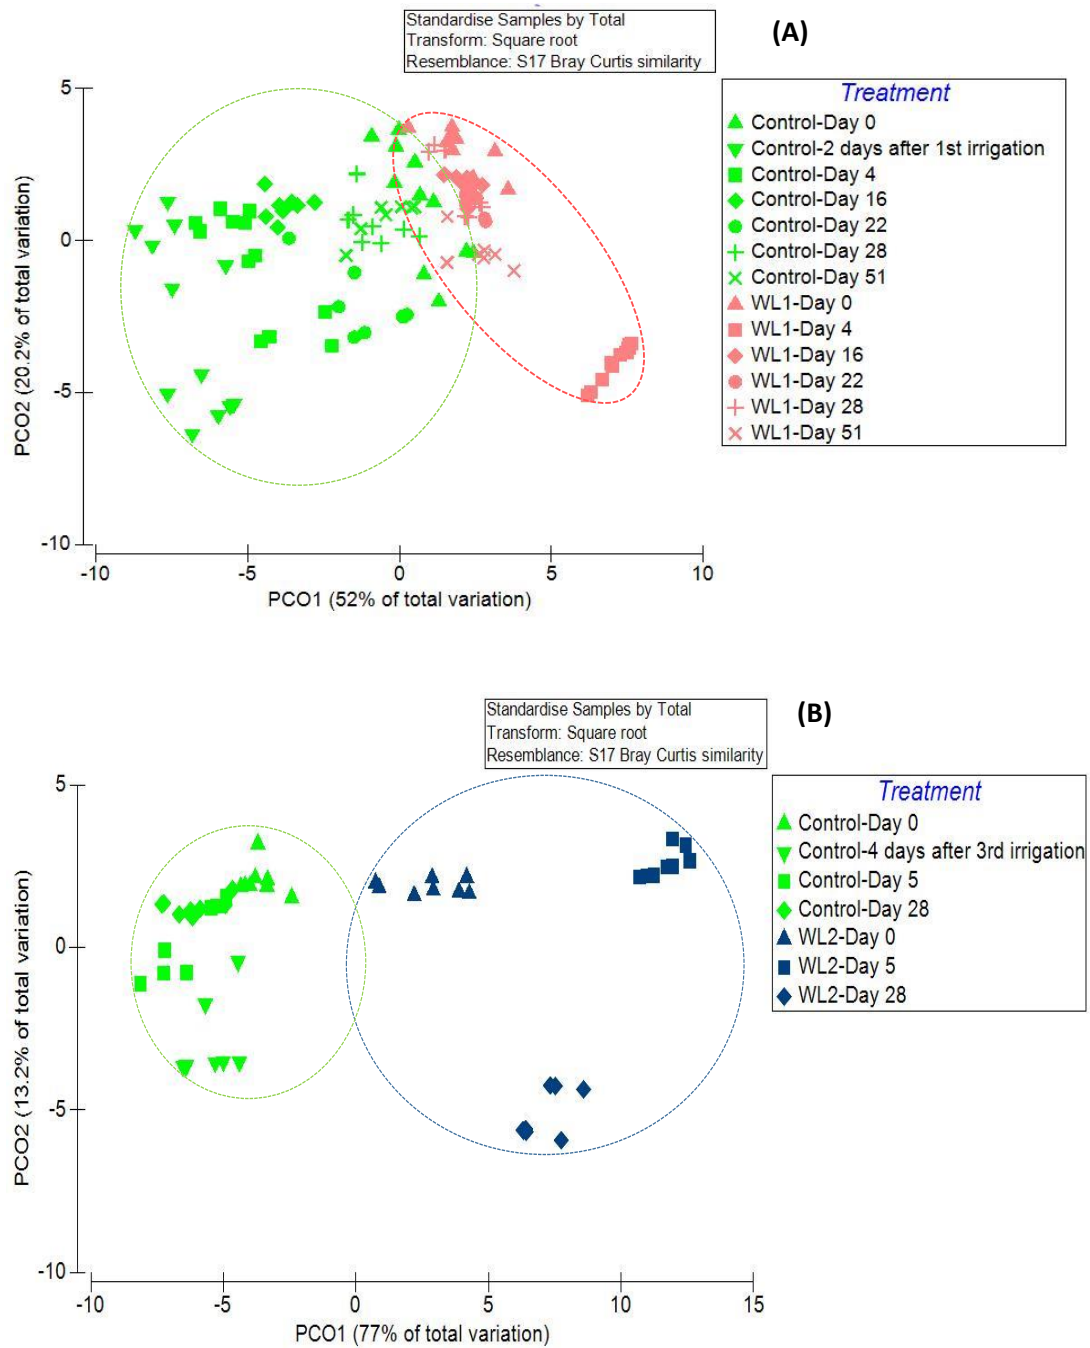 Standardise Samples by Total
Transform: Square root
Resemblance: S17 Bray Curtis similarity
(A)
Treatment
Control-Day 0
Control-2 days after 1st irrigation
Control-Day 4
Control-Day 16
Control-Day 22
Control-Day 28
Control-Day 51
WL1-Day 0
WL1-Day 4
WL1-Day 16
WL1-Day 22
WL1-Day 28
WL1-Day 51
5
0
-5
-10
PCO2 (20.2% of total variation)
-10 -5 0 5 10
PCO1 (52% of total variation)
Standardise Samples by Total
Transform: Square root
Resemblance: S17 Bray Curtis similarity
(B)
Treatment
Control-Day 0
Control-4 days after 3rd irrigation
Control-Day 5
Control-Day 28
WL2-Day 0
WL2-Day 5
WL2-Day 28
5
0
-5
-10
PCO2 (13.2% of total variation)
-10 -5 0 5 10 15
PCO1 (77% of total variation)